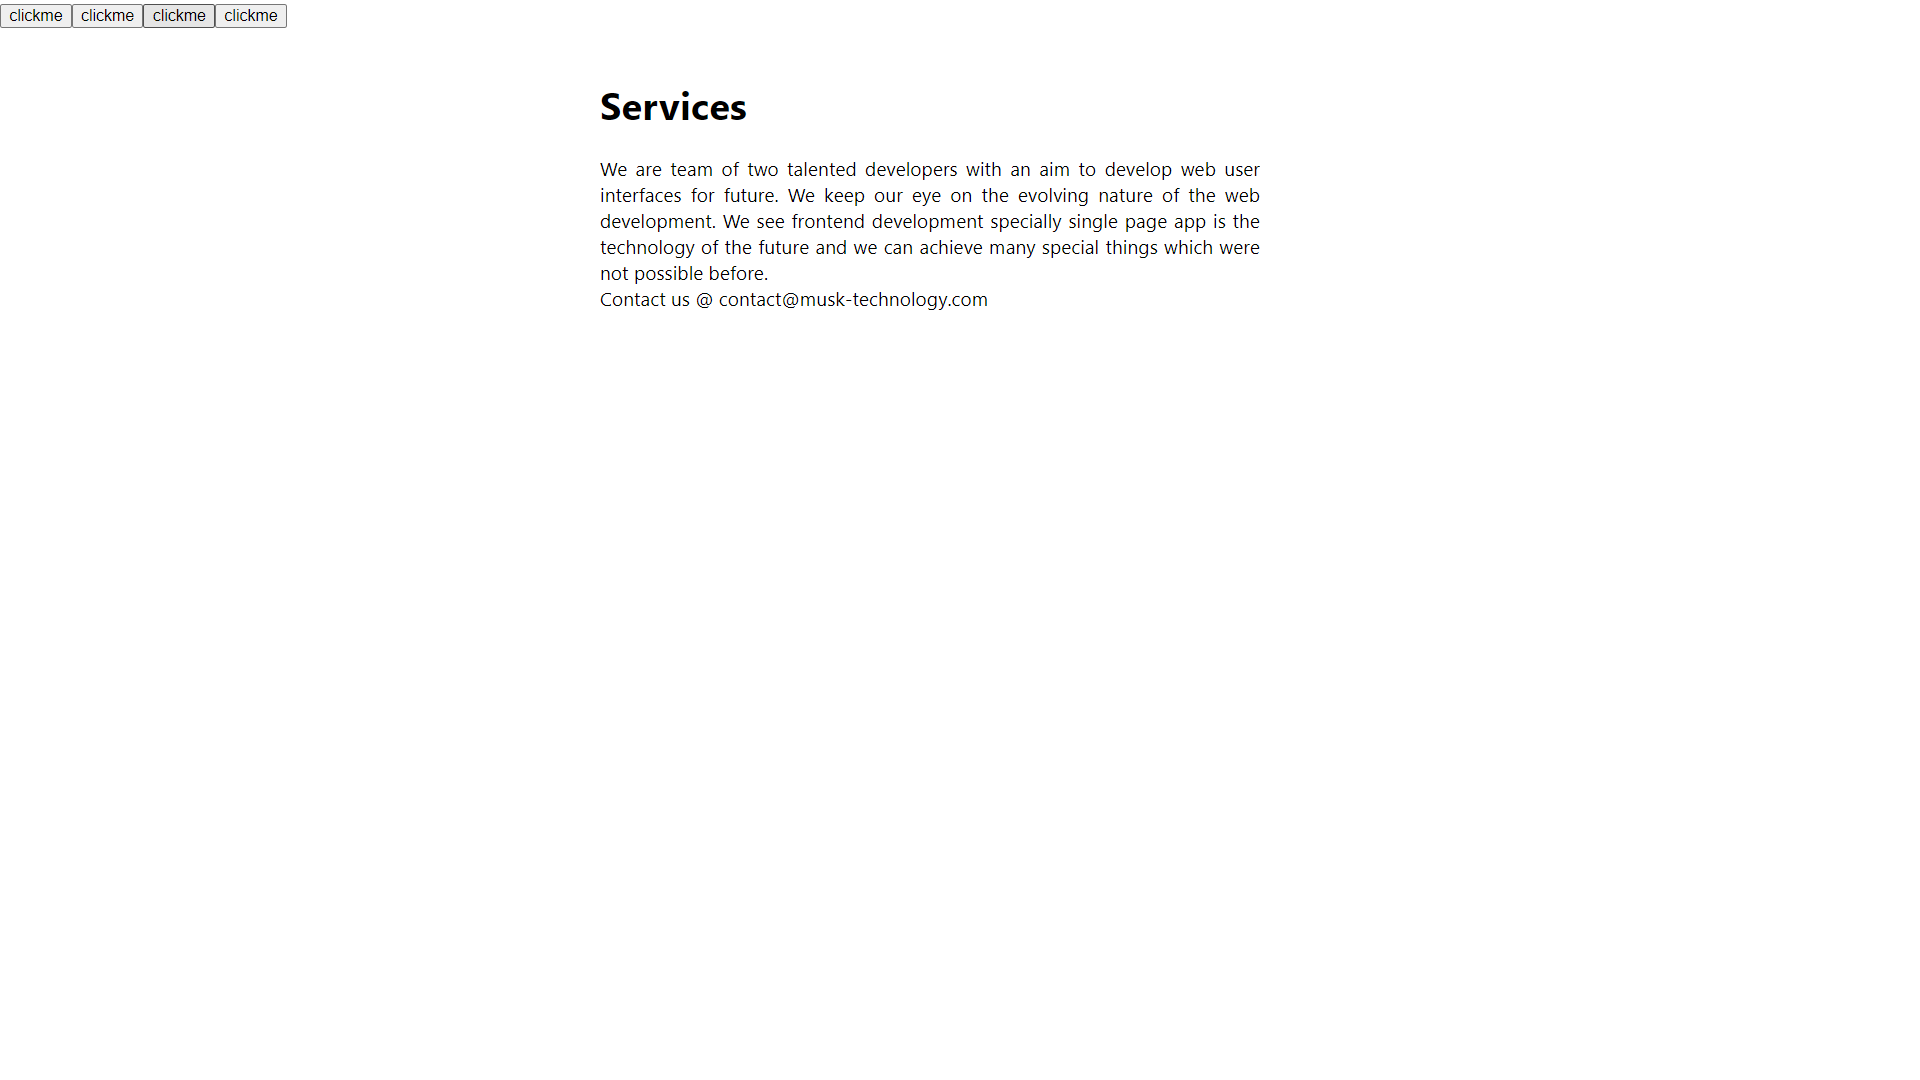 clickme clickme clickme clickme
Services
We are team of two talented developers with an aim to develop web user
interfaces for future. We keep our eye on the evolving nature of the web
development. We see frontend development specially single page app is the
technology of the future and we can achieve many special things which were
not possible before.
Contact us @ contact@musk-technology.com